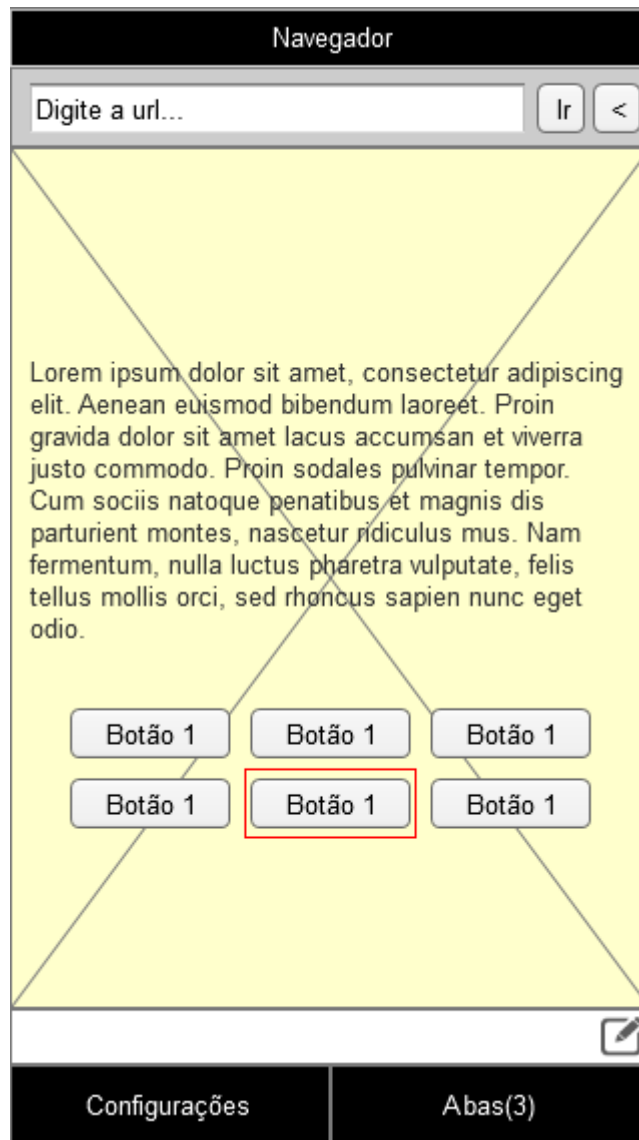 Navegador
Digite a url...
Ir
<
Lorem ipsum dolor sit amet, consectetur adipiscing
elit. Aenean euismod bibendum laoreet. Proin
gravida dolor sit amet lacus accumsan et viverra
justo commodo. Proin sodales pulvinar tempor.
Cum sociis natoque penatibus et magnis dis
parturient montes, nascetur ridiculus mus. Nam
fermentum, nulla luctus pharetra vulputate, felis
tellus mollis orci, sed rhoncus sapien nunc eget
odio.
Botão 1 Botão 1 Botão 1
Botão 1 Botão 1 Botão 1
Configurações
Abas(3)